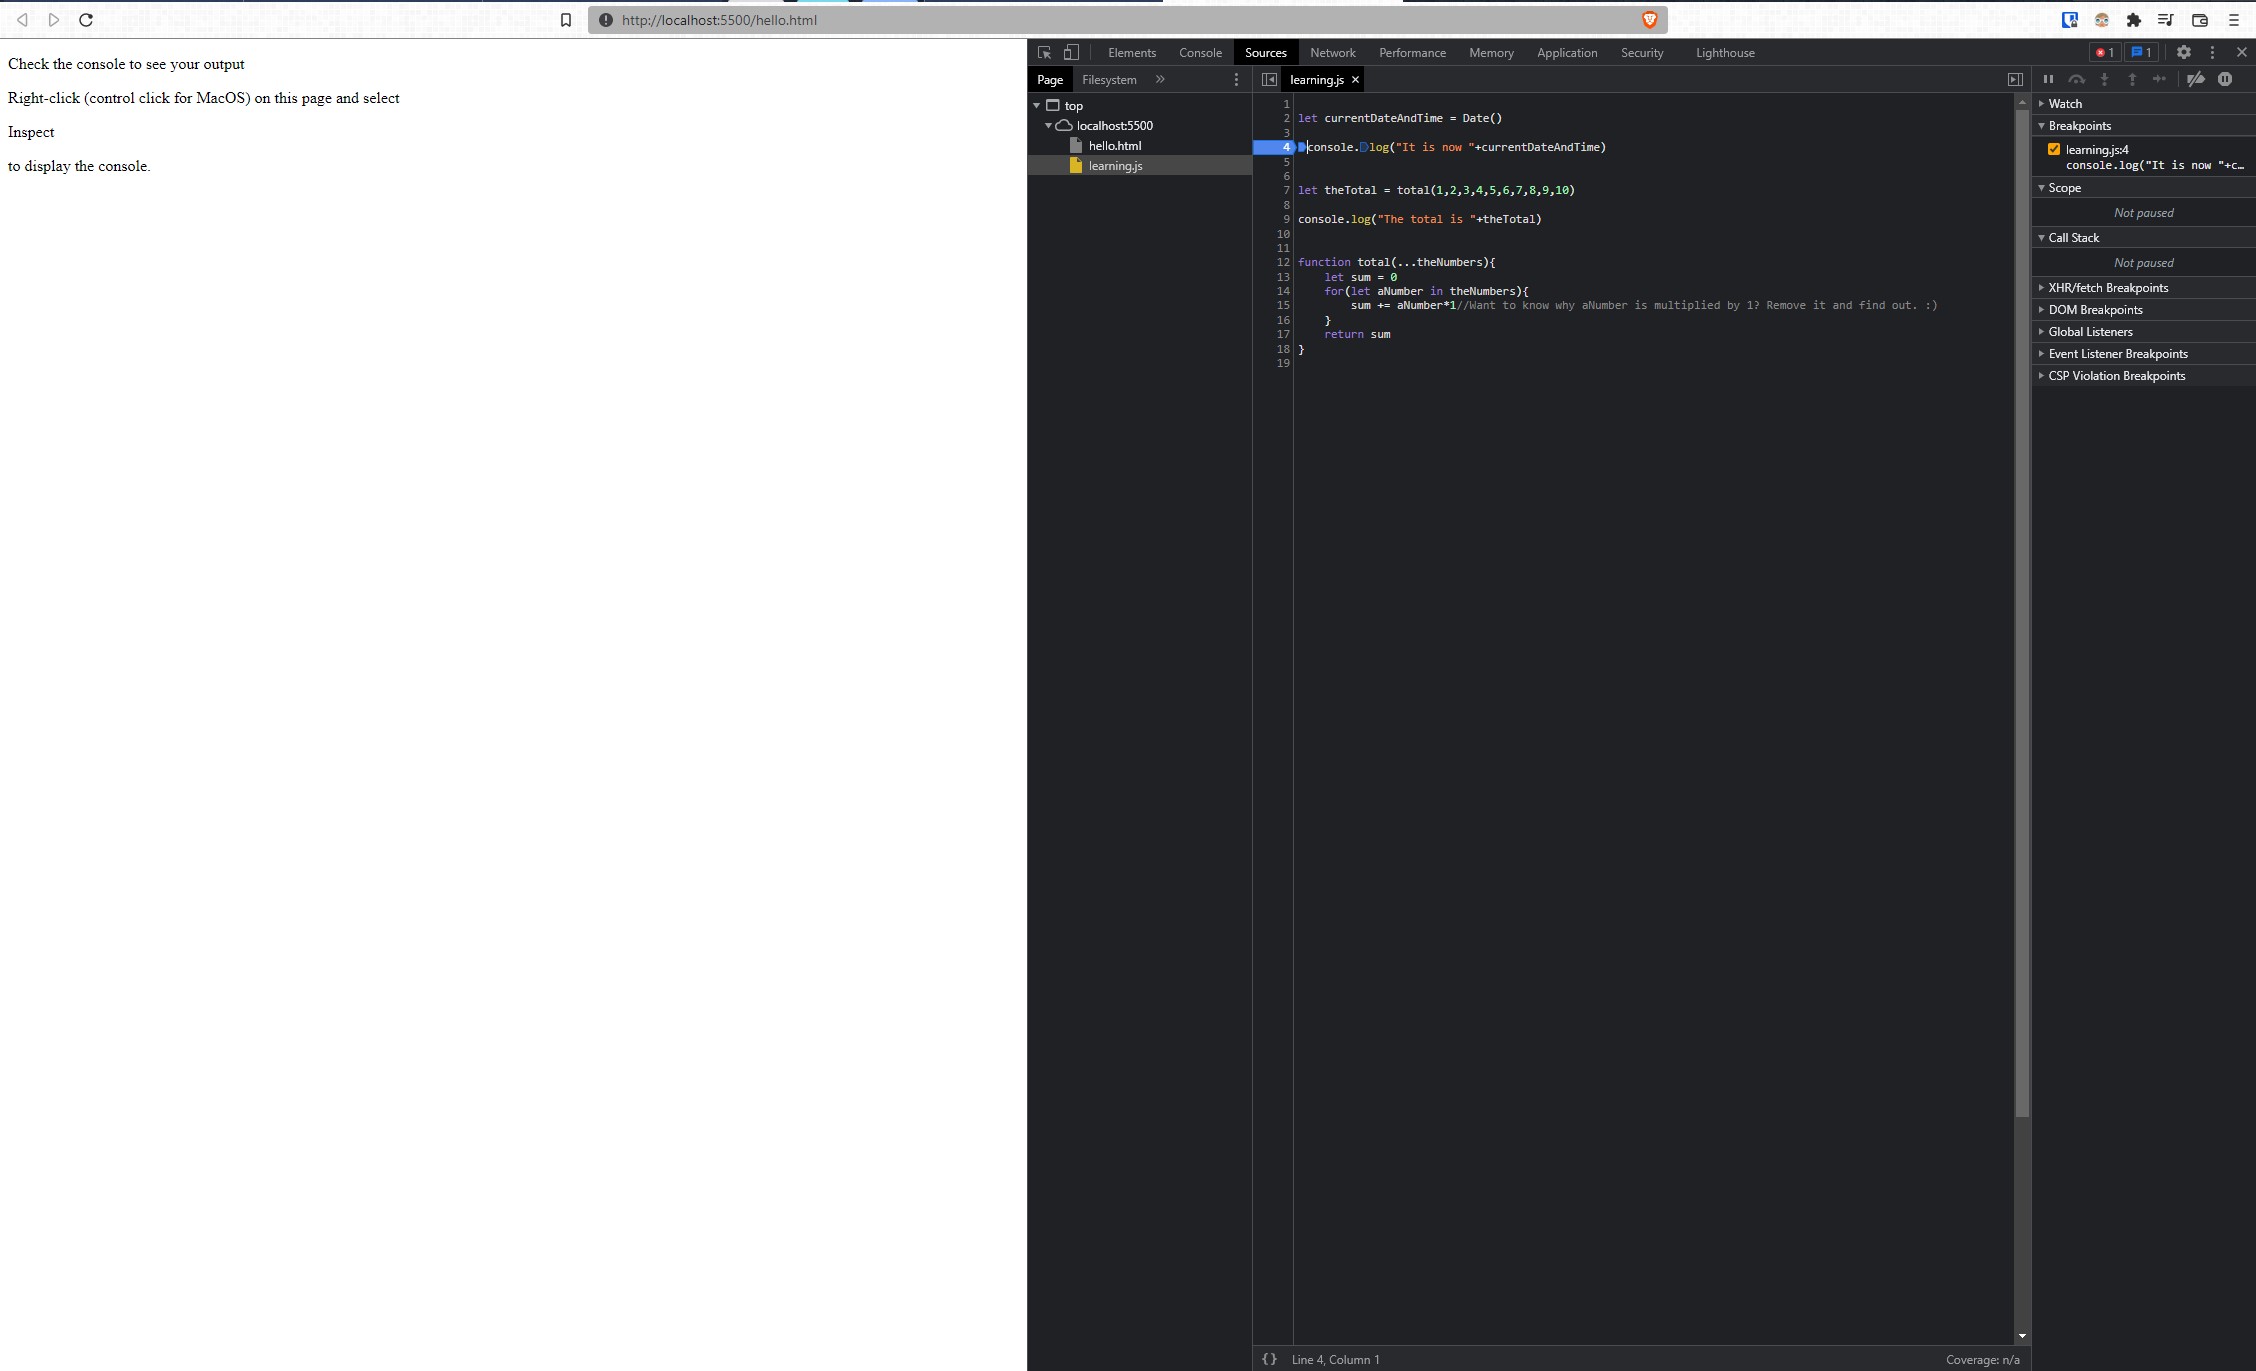 http://localhost:5500/hello.html
Check the console to see your output
Right-click (control click for MacOS) on this page and select
Inspect
to display the console.
Elements Console Sources Network Performance Memory Application Security Lighthouse 1 1
Page Filesystem » learning.js ×
top
localhost:5500
hello.html
learning.js
1
2 let currentDateAndTime = Date()
3
4 console.log("It is now "+currentDateAndTime)
5
6
7 let theTotal = total(1,2,3,4,5,6,7,8,9,10)
8
9 console.log("The total is "+theTotal)
10
11
12 function total(...theNumbers){
13     let sum = 0
14     for(let aNumber in theNumbers){
15         sum += aNumber*1//Want to know why aNumber is multiplied by 1? Remove it and find out. :)
16     }
17     return sum
18 }
19
{} Line 4, Column 1 Coverage: n/a
Watch
Breakpoints
learning.js:4
console.log("It is now "+c…
Scope
Not paused
Call Stack
Not paused
XHR/fetch Breakpoints
DOM Breakpoints
Global Listeners
Event Listener Breakpoints
CSP Violation Breakpoints